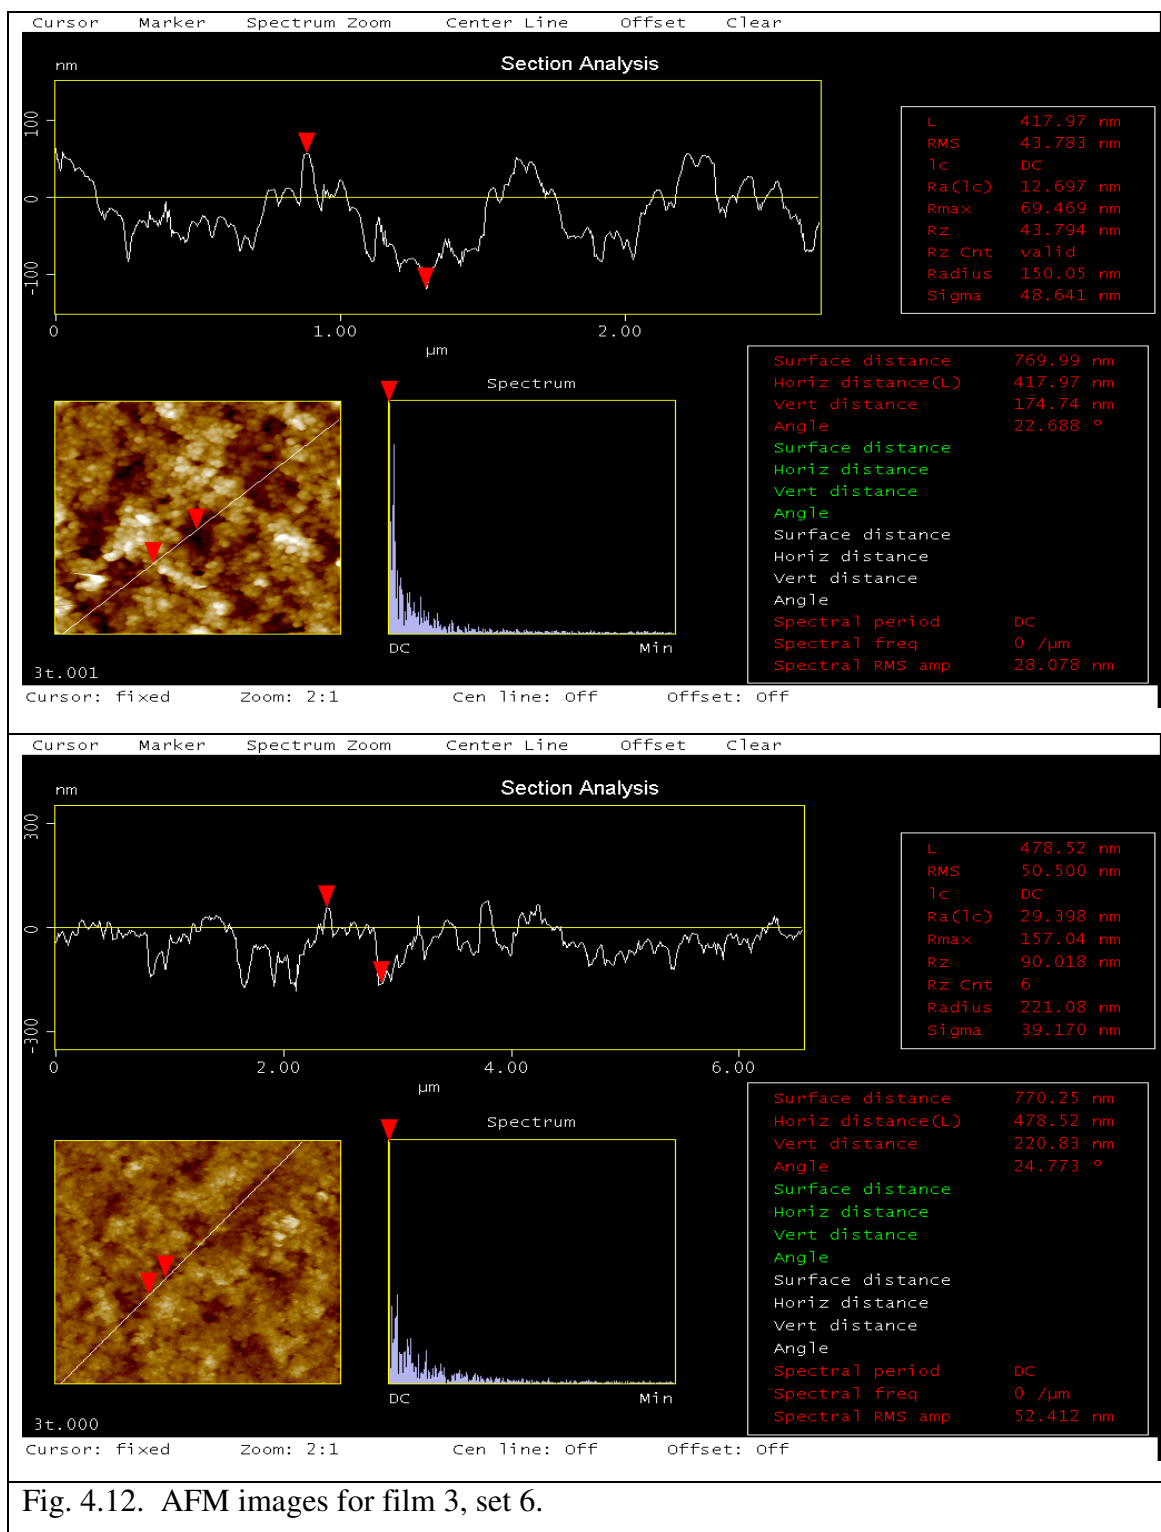 Cursor Marker Spectrum Zoom Center Line Offset Clear
Section Analysis
nm
100
0
-100
0 1.00 2.00
µm
L 417.97 nm
RMS 43.783 nm
lc DC
Ra(lc) 12.697 nm
Rmax 69.469 nm
Rz 43.794 nm
Rz Cnt valid
Radius 150.05 nm
Sigma 48.641 nm
Spectrum
DC Min
Surface distance 769.99 nm
Horiz distance(L) 417.97 nm
Vert distance 174.74 nm
Angle 22.688 °
Surface distance
Horiz distance
Vert distance
Angle
Surface distance
Horiz distance
Vert distance
Angle
Spectral period DC
Spectral freq 0 /µm
Spectral RMS amp 28.078 nm
3t.001
Cursor: fixed Zoom: 2:1 Cen line: Off Offset: Off
Cursor Marker Spectrum Zoom Center Line Offset Clear
Section Analysis
nm
300
0
-300
0 2.00 4.00 6.00
µm
L 478.52 nm
RMS 50.500 nm
lc DC
Ra(lc) 29.398 nm
Rmax 157.04 nm
Rz 90.018 nm
Rz Cnt 6
Radius 221.08 nm
Sigma 39.170 nm
Spectrum
DC Min
Surface distance 770.25 nm
Horiz distance(L) 478.52 nm
Vert distance 220.83 nm
Angle 24.773 °
Surface distance
Horiz distance
Vert distance
Angle
Surface distance
Horiz distance
Vert distance
Angle
Spectral period DC
Spectral freq 0 /µm
Spectral RMS amp 52.412 nm
3t.000
Cursor: fixed Zoom: 2:1 Cen line: Off Offset: Off
Fig. 4.12. AFM images for film 3, set 6.